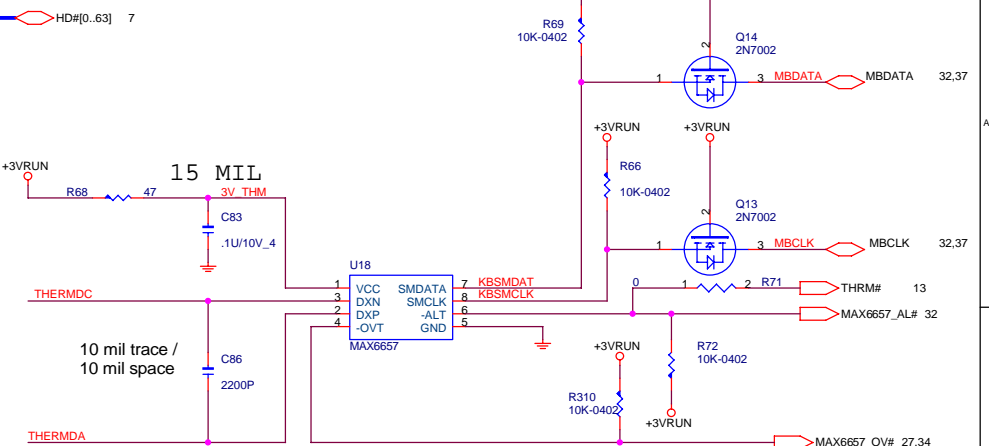 HD#[0..63] 7
R69
10K-0402
Q14
2N7002
2
1 3 MBDATA MBDATA 32,37
A
+3VRUN +3VRUN
+3VRUN
15 MIL
R68 47 3V_THM
R66
10K-0402
C83
.1U/10V_4
Q13
2N7002
2
1 3 MBCLK MBCLK 32,37
U18
1 VCC SMDATA 7 KBSMDAT
THERMDC 3 DXN SMCLK 8 KBSMCLK
2 DXP -ALT 6
4 -OVT GND 5
MAX6657
0 1 2 R71 THRM# 13
MAX6657_AL# 32
10 mil trace /
10 mil space
C86
2200P
+3VRUN
R72
10K-0402
R310
10K-0402
+3VRUN
THERMDA
MAX6657_OV# 27,34